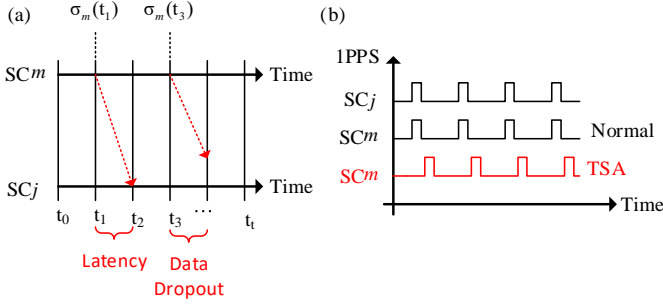 (a)
σm(t1)
σm(t3)
SCm
Time
SCj
Time
t0
t1
t2
t3
...
tt
Latency
Data
Dropout
(b)
1PPS
SCj
SCm
Normal
SCm
TSA
Time